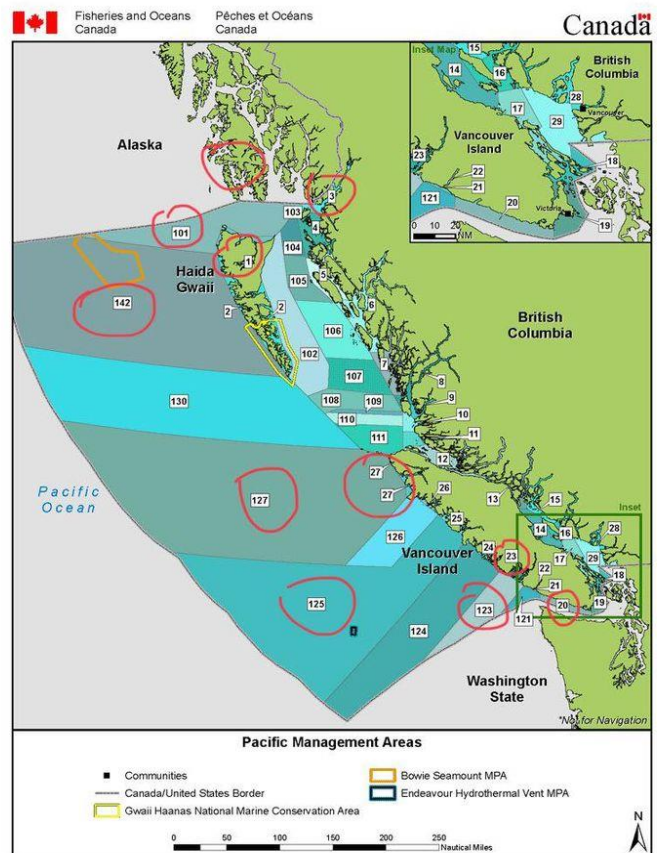 Fisheries and Oceans Canada
Pêches et Océans Canada
Canada
Inset Map
15
14
16
British Columbia
28
Vancouver
17
29
Vancouver Island
23
22
21
18
121
20
Victoria
19
0 10 20
NM
Alaska
3
103
101
4
1
104
Haida Gwaii
105
5
142
6
2
2
106
British Columbia
102
7
107
8
130
108
109
9
110
10
111
11
12
27
26
Pacific Ocean
127
27
13
15
Inset
25
14
16
28
126
Vancouver Island
24
23
17
29
22
18
125
21
123
20
19
124
121
Washington State
*Not for Navigation
Pacific Management Areas
Communities
Bowie Seamount MPA
Canada/United States Border
Endeavour Hydrothermal Vent MPA
Gwaii Haanas National Marine Conservation Area
N
0 50 100 150 200 250
Nautical Miles